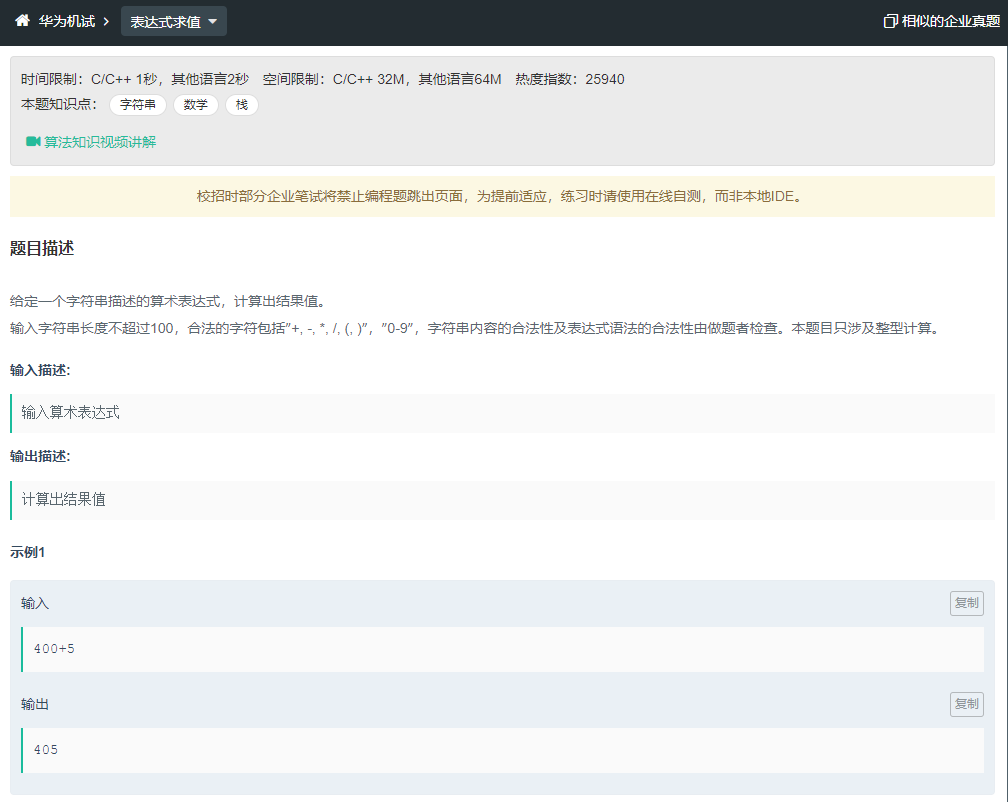 华为机试 表达式求值 相似的企业真题
时间限制：C/C++ 1秒，其他语言2秒 空间限制：C/C++ 32M，其他语言64M 热度指数：25940
本题知识点： 字符串 数学 栈
算法知识视频讲解
校招时部分企业笔试将禁止编程题跳出页面，为提前适应，练习时请使用在线自测，而非本地IDE。
题目描述
给定一个字符串描述的算术表达式，计算出结果值。
输入字符串长度不超过100，合法的字符包括”+, -, *, /, (, )”，”0-9”，字符串内容的合法性及表达式语法的合法性由做题者检查。本题目只涉及整型计算。
输入描述:
输入算术表达式
输出描述:
计算出结果值
示例1
输入 复制
400+5
输出 复制
405